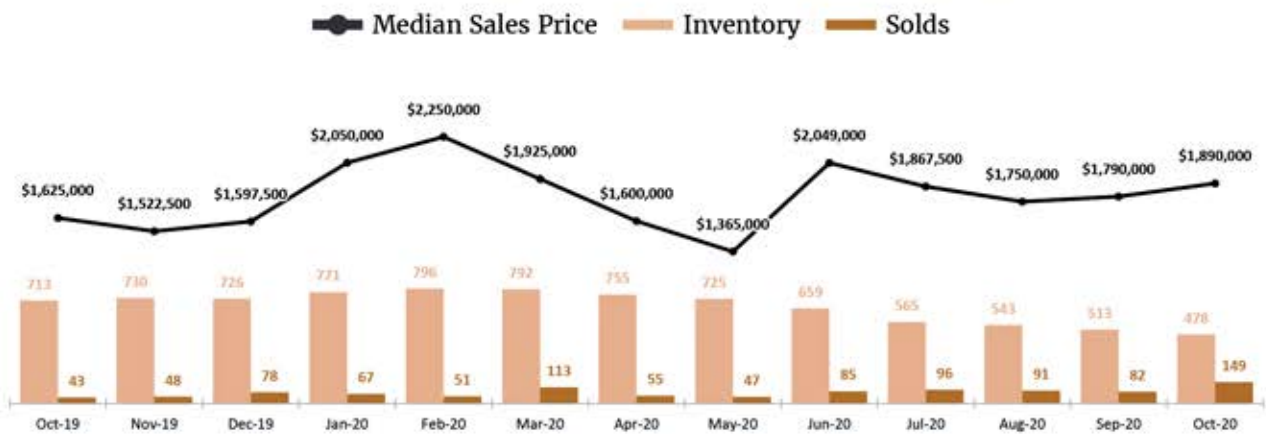 Median Sales Price Inventory Solds
$2,250,000
$2,050,000 $2,049,000
$1,925,000 $1,867,500 $1,890,000
$1,750,000 $1,790,000
$1,625,000 $1,597,500 $1,600,000
$1,522,500
$1,365,000
713 730 726 771 796 792 755 725 659 565 543 513 478
43 48 78 67 51 113 55 47 85 96 91 82 149
Oct-19 Nov-19 Dec-19 Jan-20 Feb-20 Mar-20 Apr-20 May-20 Jun-20 Jul-20 Aug-20 Sep-20 Oct-20